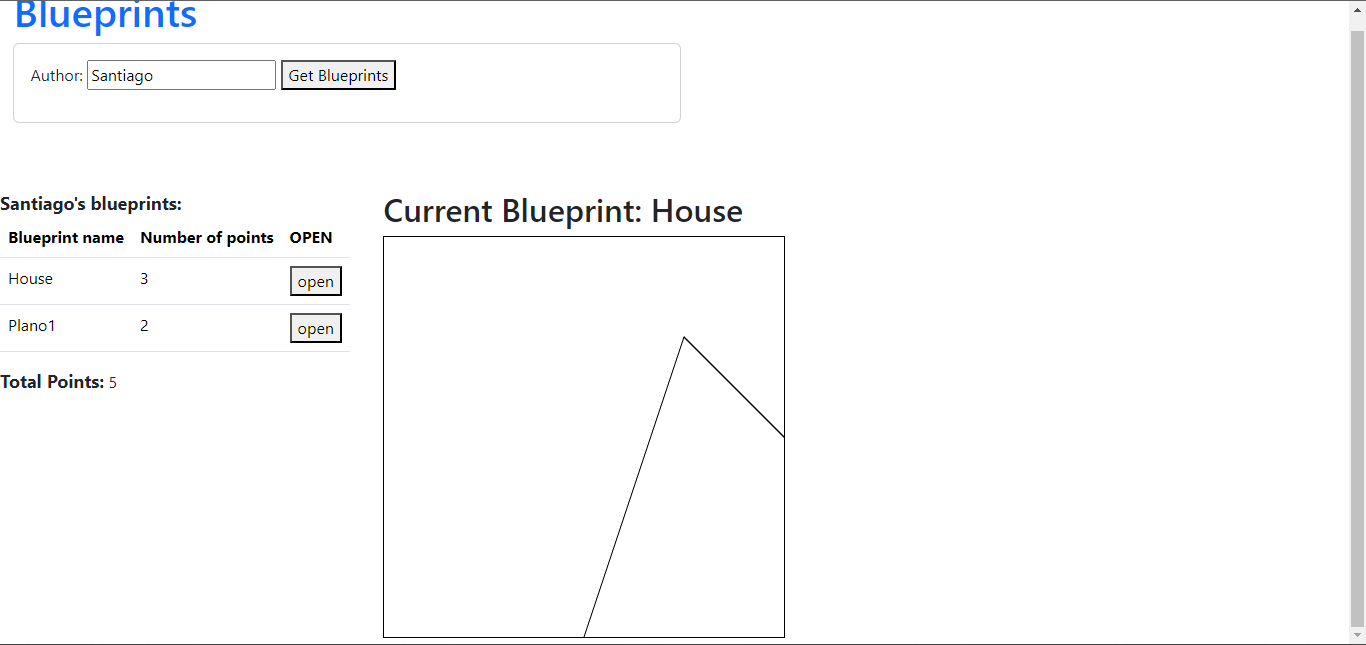 Blueprints
Author: Santiago Get Blueprints
Santiago's blueprints:
Blueprint name Number of points OPEN
House 3 open
Plano1 2 open
Total Points: 5
Current Blueprint: House